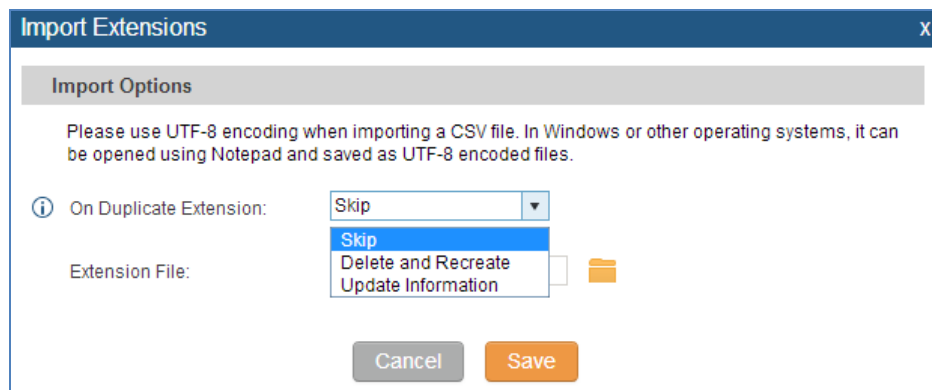 Import Extensions X
Import Options
Please use UTF-8 encoding when importing a CSV file. In Windows or other operating systems, it can
be opened using Notepad and saved as UTF-8 encoded files.
On Duplicate Extension: Skip
Skip
Delete and Recreate
Extension File:
Update Information
Cancel Save